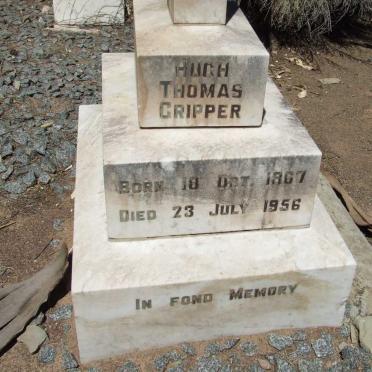 HUGH
THOMAS
GRIPPER
BORN 18 OCT. 1867
DIED 23 JULY 1956
IN FOND MEMORY